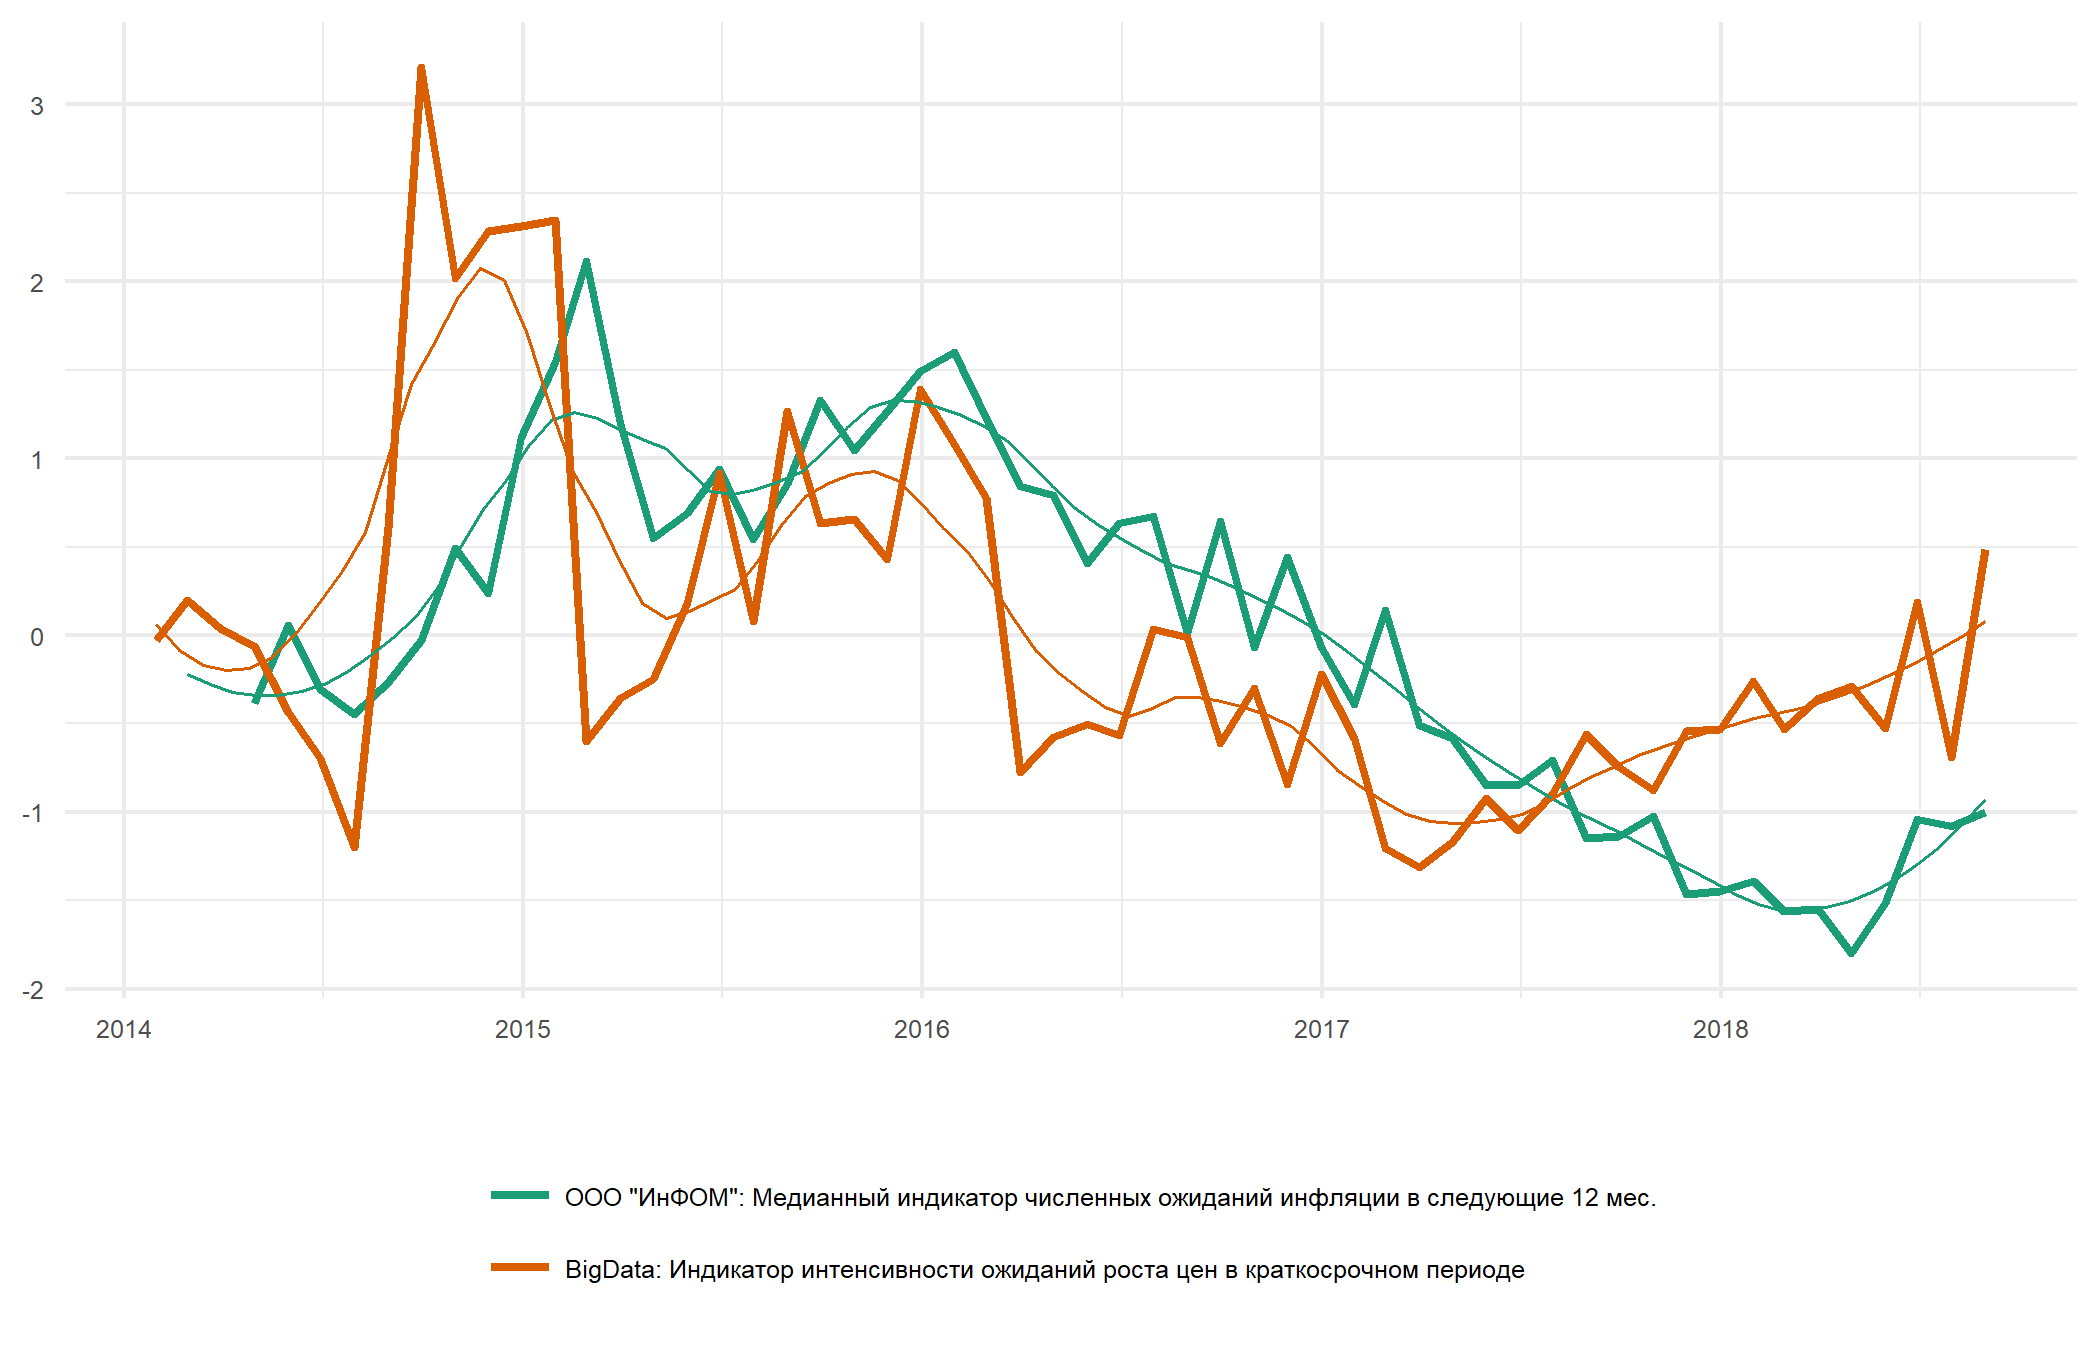 3
2
1
0
-1
-2
2014 2015 2016 2017 2018
ООО "ИнФОМ": Медианный индикатор численных ожиданий инфляции в следующие 12 мес.
BigData: Индикатор интенсивности ожиданий роста цен в краткосрочном периоде